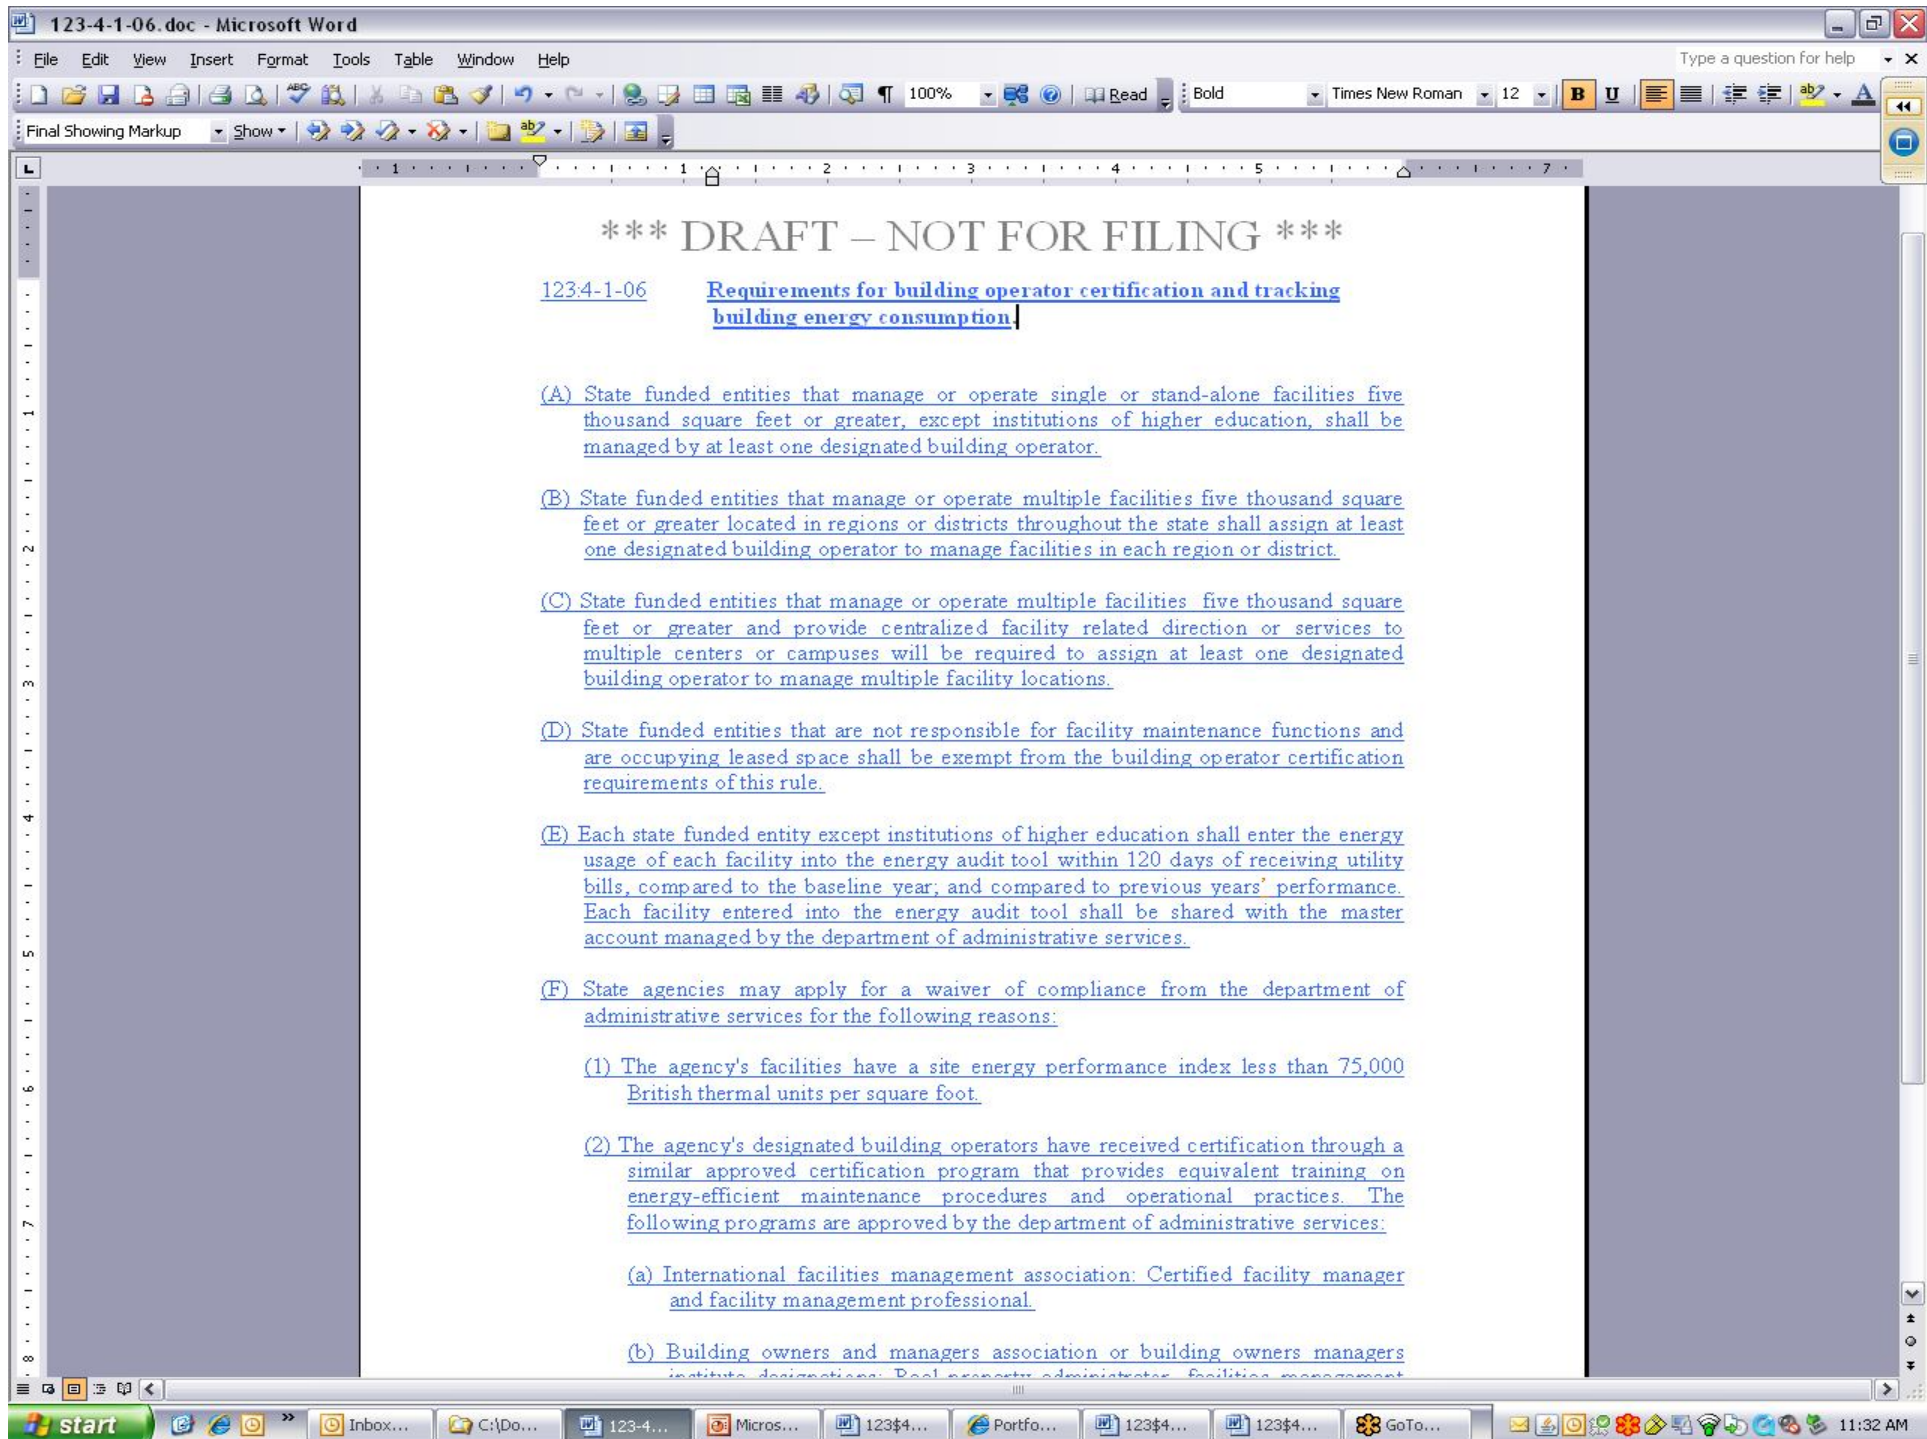 123-4-1-06.doc - Microsoft Word
File Edit View Insert Format Tools Table Window Help Type a question for help
100% Read Bold Times New Roman 12 B U
Final Showing Markup Show
1 1 2 3 4 5 7
*** DRAFT – NOT FOR FILING ***
123:4-1-06 Requirements for building operator certification and tracking
building energy consumption.
(A) State funded entities that manage or operate single or stand-alone facilities five
thousand square feet or greater, except institutions of higher education, shall be
managed by at least one designated building operator.
(B) State funded entities that manage or operate multiple facilities five thousand square
feet or greater located in regions or districts throughout the state shall assign at least
one designated building operator to manage facilities in each region or district.
(C) State funded entities that manage or operate multiple facilities five thousand square
feet or greater and provide centralized facility related direction or services to
multiple centers or campuses will be required to assign at least one designated
building operator to manage multiple facility locations.
(D) State funded entities that are not responsible for facility maintenance functions and
are occupying leased space shall be exempt from the building operator certification
requirements of this rule.
(E) Each state funded entity except institutions of higher education shall enter the energy
usage of each facility into the energy audit tool within 120 days of receiving utility
bills, compared to the baseline year; and compared to previous years’ performance.
Each facility entered into the energy audit tool shall be shared with the master
account managed by the department of administrative services.
(F) State agencies may apply for a waiver of compliance from the department of
administrative services for the following reasons:
(1) The agency's facilities have a site energy performance index less than 75,000
British thermal units per square foot.
(2) The agency's designated building operators have received certification through a
similar approved certification program that provides equivalent training on
energy-efficient maintenance procedures and operational practices. The
following programs are approved by the department of administrative services:
(a) International facilities management association: Certified facility manager
and facility management professional.
(b) Building owners and managers association or building owners managers
institute designations: Real property administrator, facilities management
start Inbox... C:\Do... 123-4... Micros... 123$4... Portfo... 123$4... 123$4... GoTo... 11:32 AM